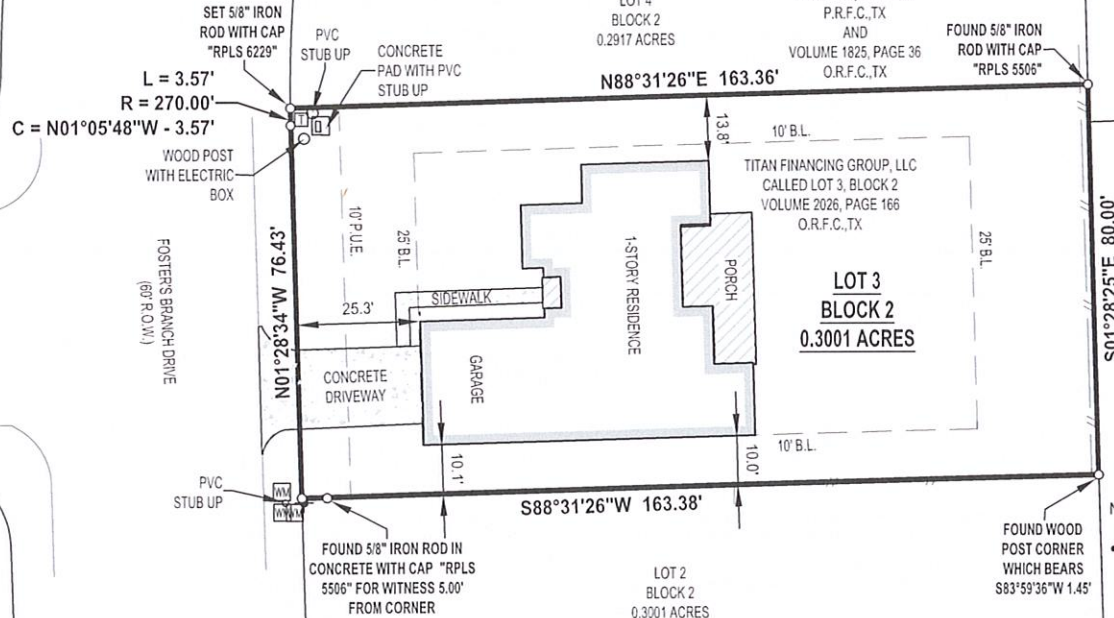 LOT 4
BLOCK 2
0.2917 ACRES
P.R.F.C.,TX
AND
VOLUME 1825, PAGE 36
O.R.F.C.,TX
SET 5/8" IRON
ROD WITH CAP
"RPLS 6229"
PVC
STUB UP
CONCRETE
PAD WITH PVC
STUB UP
FOUND 5/8" IRON
ROD WITH CAP
"RPLS 5506"
L = 3.57'
R = 270.00'
C = N01°05'48"W - 3.57'
N88°31'26"E 163.36'
T
WOOD POST
WITH ELECTRIC
BOX
13.8'
10' B.L.
TITAN FINANCING GROUP, LLC
CALLED LOT 3, BLOCK 2
VOLUME 2026, PAGE 166
O.R.F.C.,TX
FOSTER'S BRANCH DRIVE
(60' R.O.W.)
N01°28'34"W 76.43'
10' P.U.E.
25' B.L.
25.3'
SIDEWALK
1-STORY RESIDENCE
PORCH
LOT 3
BLOCK 2
0.3001 ACRES
25' B.L.
S01°28'25"E 80.00'
CONCRETE
DRIVEWAY
GARAGE
10.1'
10.0'
10' B.L.
PVC
STUB UP
WM
WM
WM
S88°31'26"W 163.38'
FOUND 5/8" IRON ROD IN
CONCRETE WITH CAP "RPLS
5506" FOR WITNESS 5.00'
FROM CORNER
FOUND WOOD
POST CORNER
WHICH BEARS
S83°59'36"W 1.45'
LOT 2
BLOCK 2
0.3001 ACRES